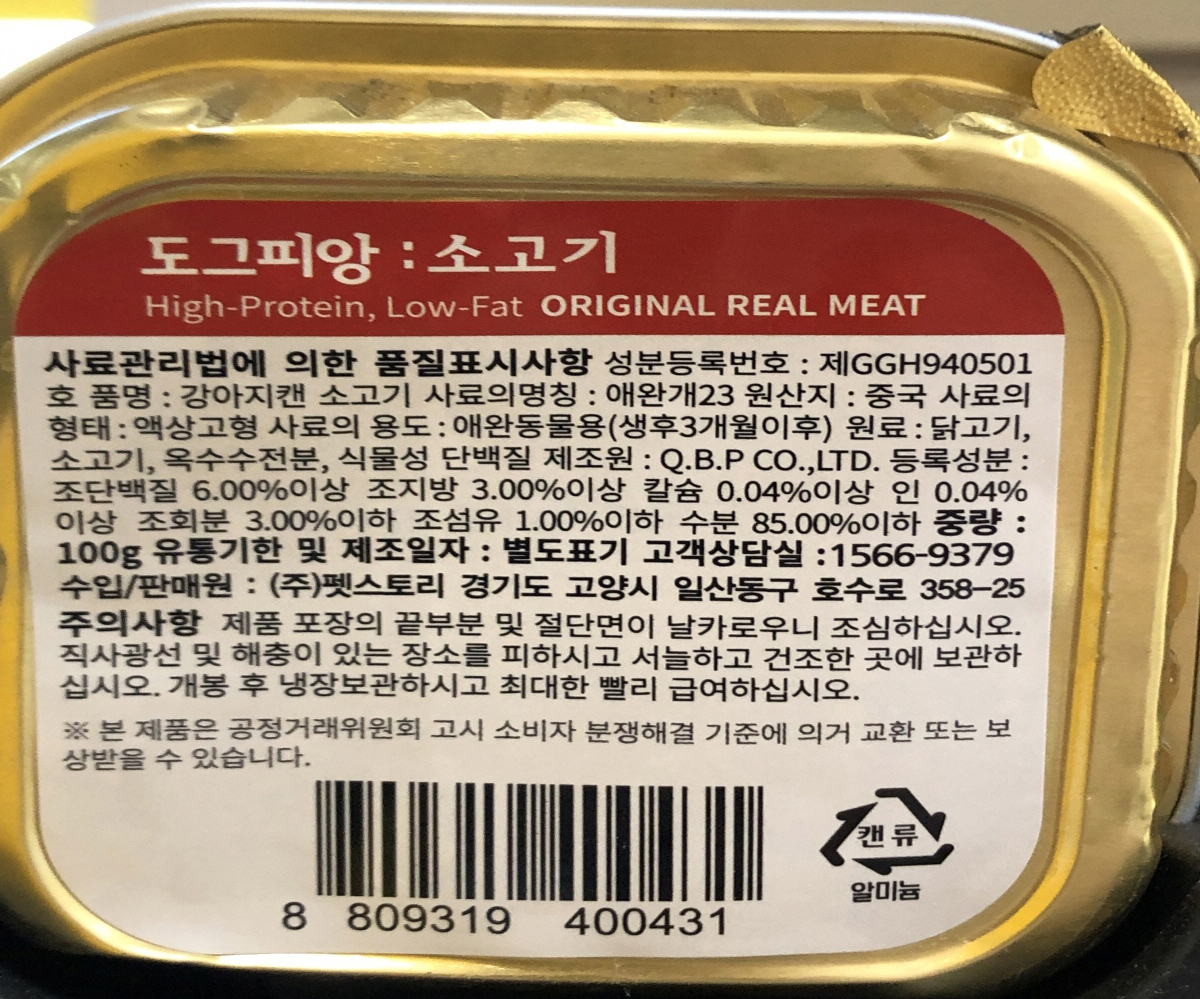 도그피앙 : 소고기
High-Protein, Low-Fat ORIGINAL REAL MEAT
사료관리법에 의한 품질표시사항 성분등록번호 : 제GGH940501
호 품명 : 강아지캔 소고기 사료의명칭 : 애완개23 원산지 : 중국 사료의
형태 : 액상고형 사료의 용도 : 애완동물용(생후3개월이후) 원료 : 닭고기,
소고기, 옥수수전분, 식물성 단백질 제조원 : Q.B.P CO.,LTD. 등록성분 :
조단백질 6.00%이상 조지방 3.00%이상 칼슘 0.04%이상 인 0.04%
이상 조회분 3.00%이하 조섬유 1.00%이하 수분 85.00%이하 중량 :
100g 유통기한 및 제조일자 : 별도표기 고객상담실 : 1566-9379
수입/판매원 : (주)펫스토리 경기도 고양시 일산동구 호수로 358-25
주의사항 제품 포장의 끝부분 및 절단면이 날카로우니 조심하십시오.
직사광선 및 해충이 있는 장소를 피하시고 서늘하고 건조한 곳에 보관하
십시오. 개봉 후 냉장보관하시고 최대한 빨리 급여하십시오.
※ 본 제품은 공정거래위원회 고시 소비자 분쟁해결 기준에 의거 교환 또는 보
상받을 수 있습니다.
캔류
알미늄
8 809319 400431